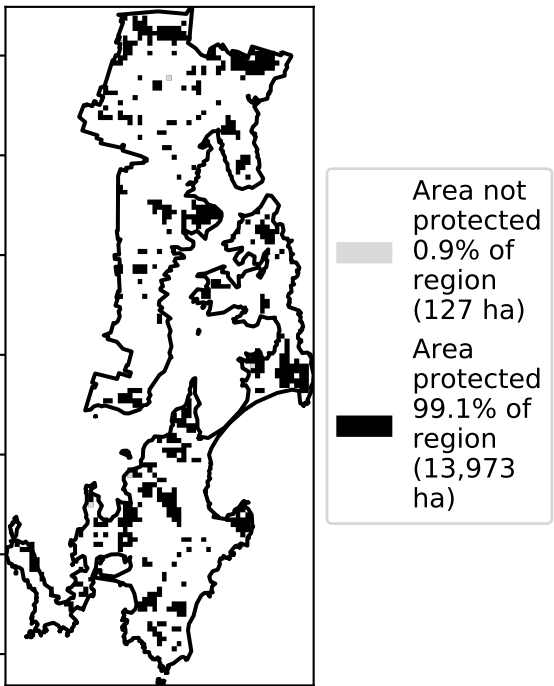 Area not
protected
0.9% of
region
(127 ha)
Area
protected
99.1% of
region
(13,973
ha)